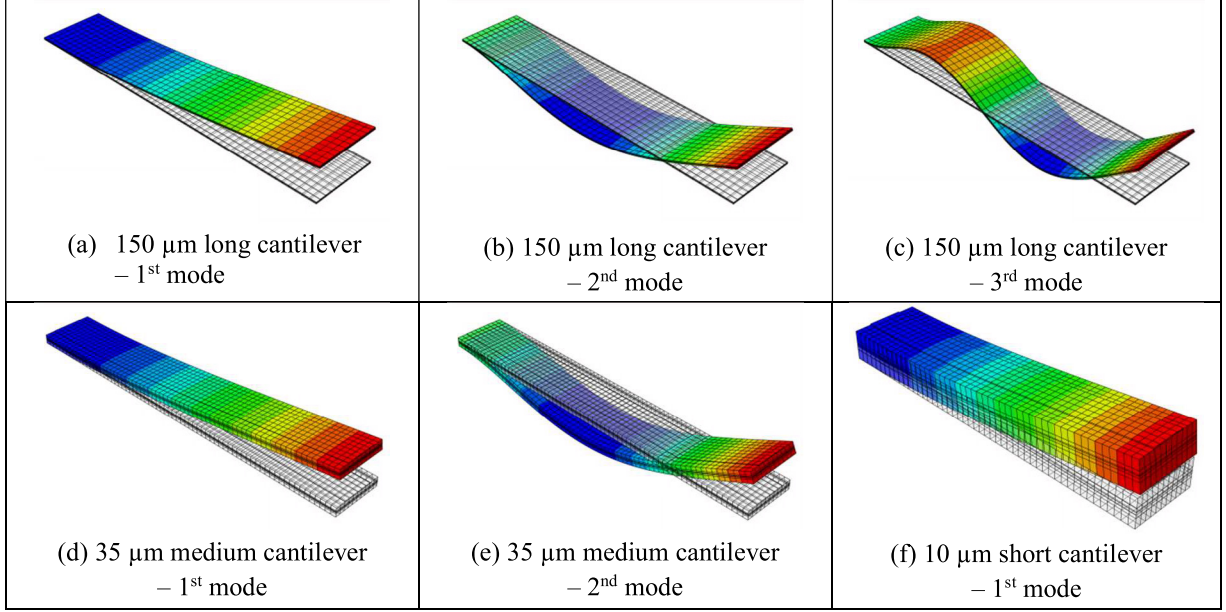 (a) 150 µm long cantilever
– 1st mode
(b) 150 µm long cantilever
– 2nd mode
(c) 150 µm long cantilever
– 3rd mode
(d) 35 µm medium cantilever
– 1st mode
(e) 35 µm medium cantilever
– 2nd mode
(f) 10 µm short cantilever
– 1st mode